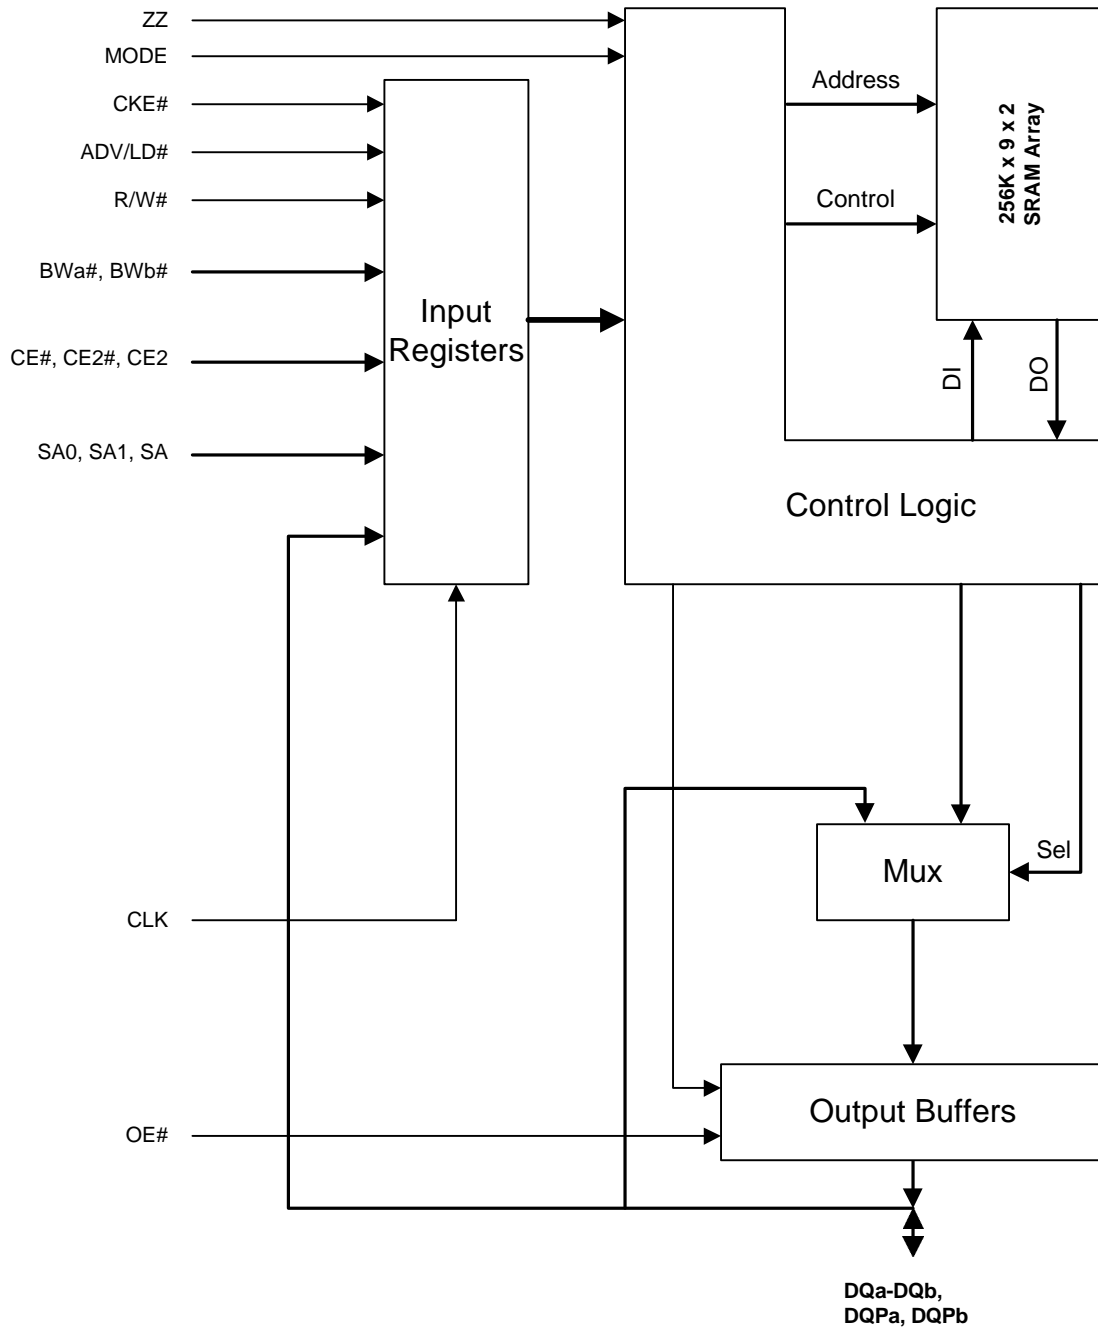 ZZ
MODE
CKE#
ADV/LD#
R/W#
BWa#, BWb#
CE#, CE2#, CE2
SA0, SA1, SA
CLK
OE#
Input
Registers
Address
Control
256K x 9 x 2
SRAM Array
DI
DO
Control Logic
Mux
Sel
Output Buffers
DQa-DQb,
DQPa, DQPb